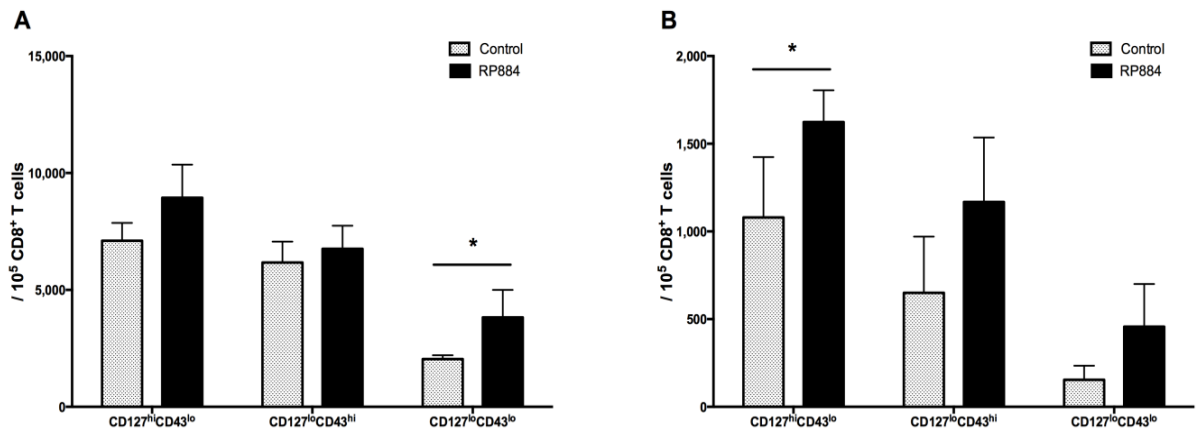 A
/ 10⁵ CD8⁺ T cells
15,000
10,000
5,000
0
Control
RP884
*
CD127ʰⁱCD43ˡᵒ
CD127ˡᵒCD43ʰⁱ
CD127ˡᵒCD43ˡᵒ
B
/ 10⁵ CD8⁺ T cells
2,000
1,500
1,000
500
0
*
Control
RP884
CD127ʰⁱCD43ˡᵒ
CD127ˡᵒCD43ʰⁱ
CD127ˡᵒCD43ˡᵒ